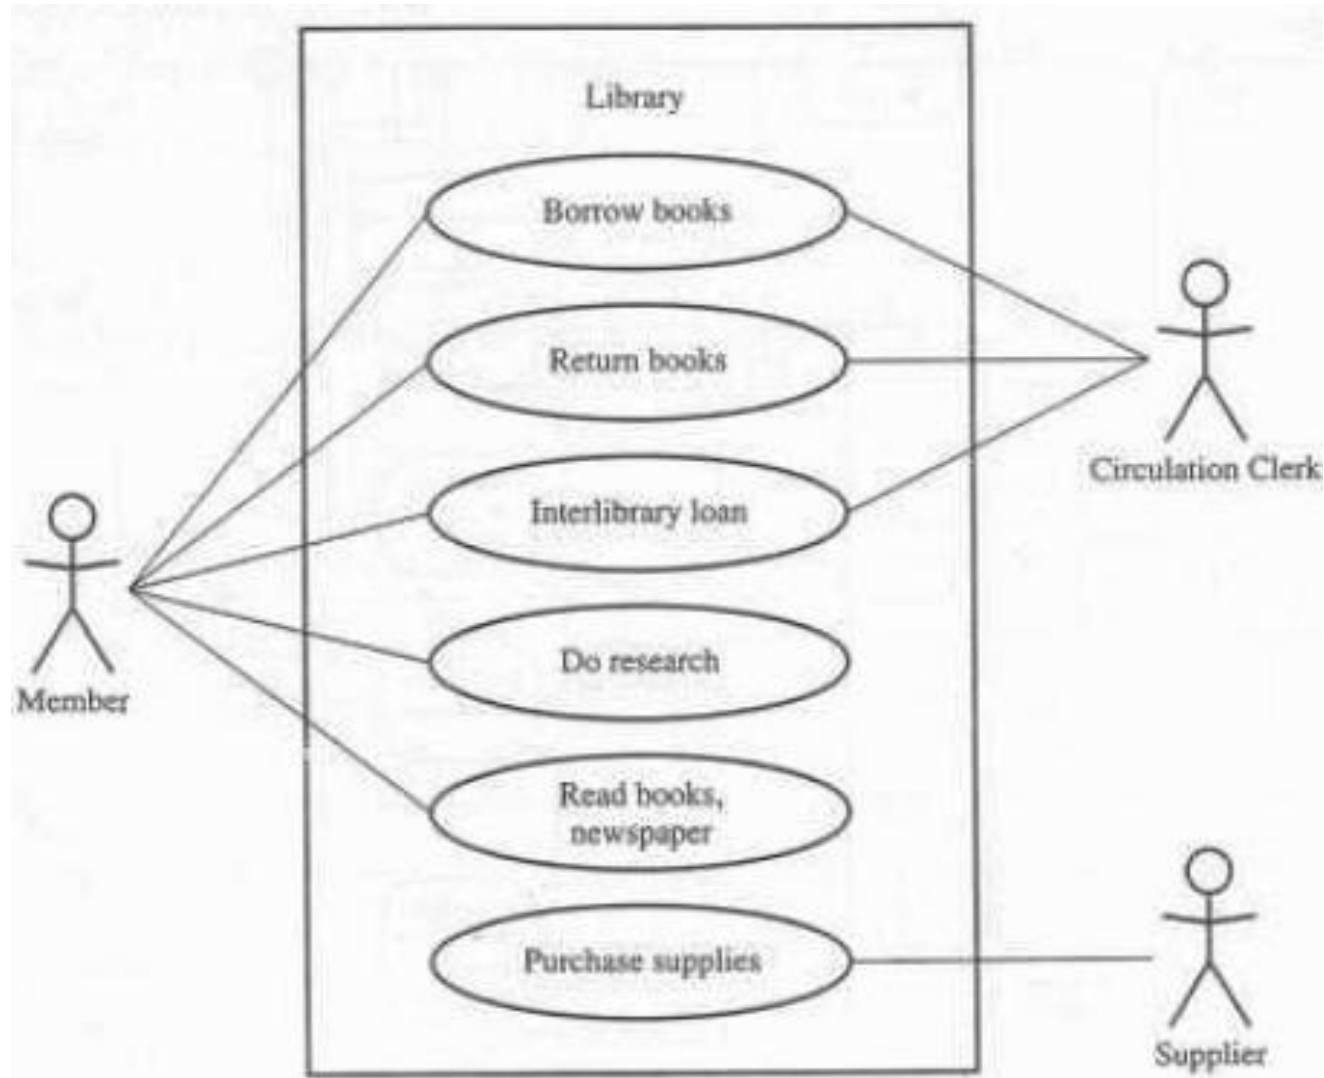 Library
Borrow books
Return books
Interlibrary loan
Do research
Read books,
newspaper
Purchase supplies
Member
Circulation Clerk
Supplier